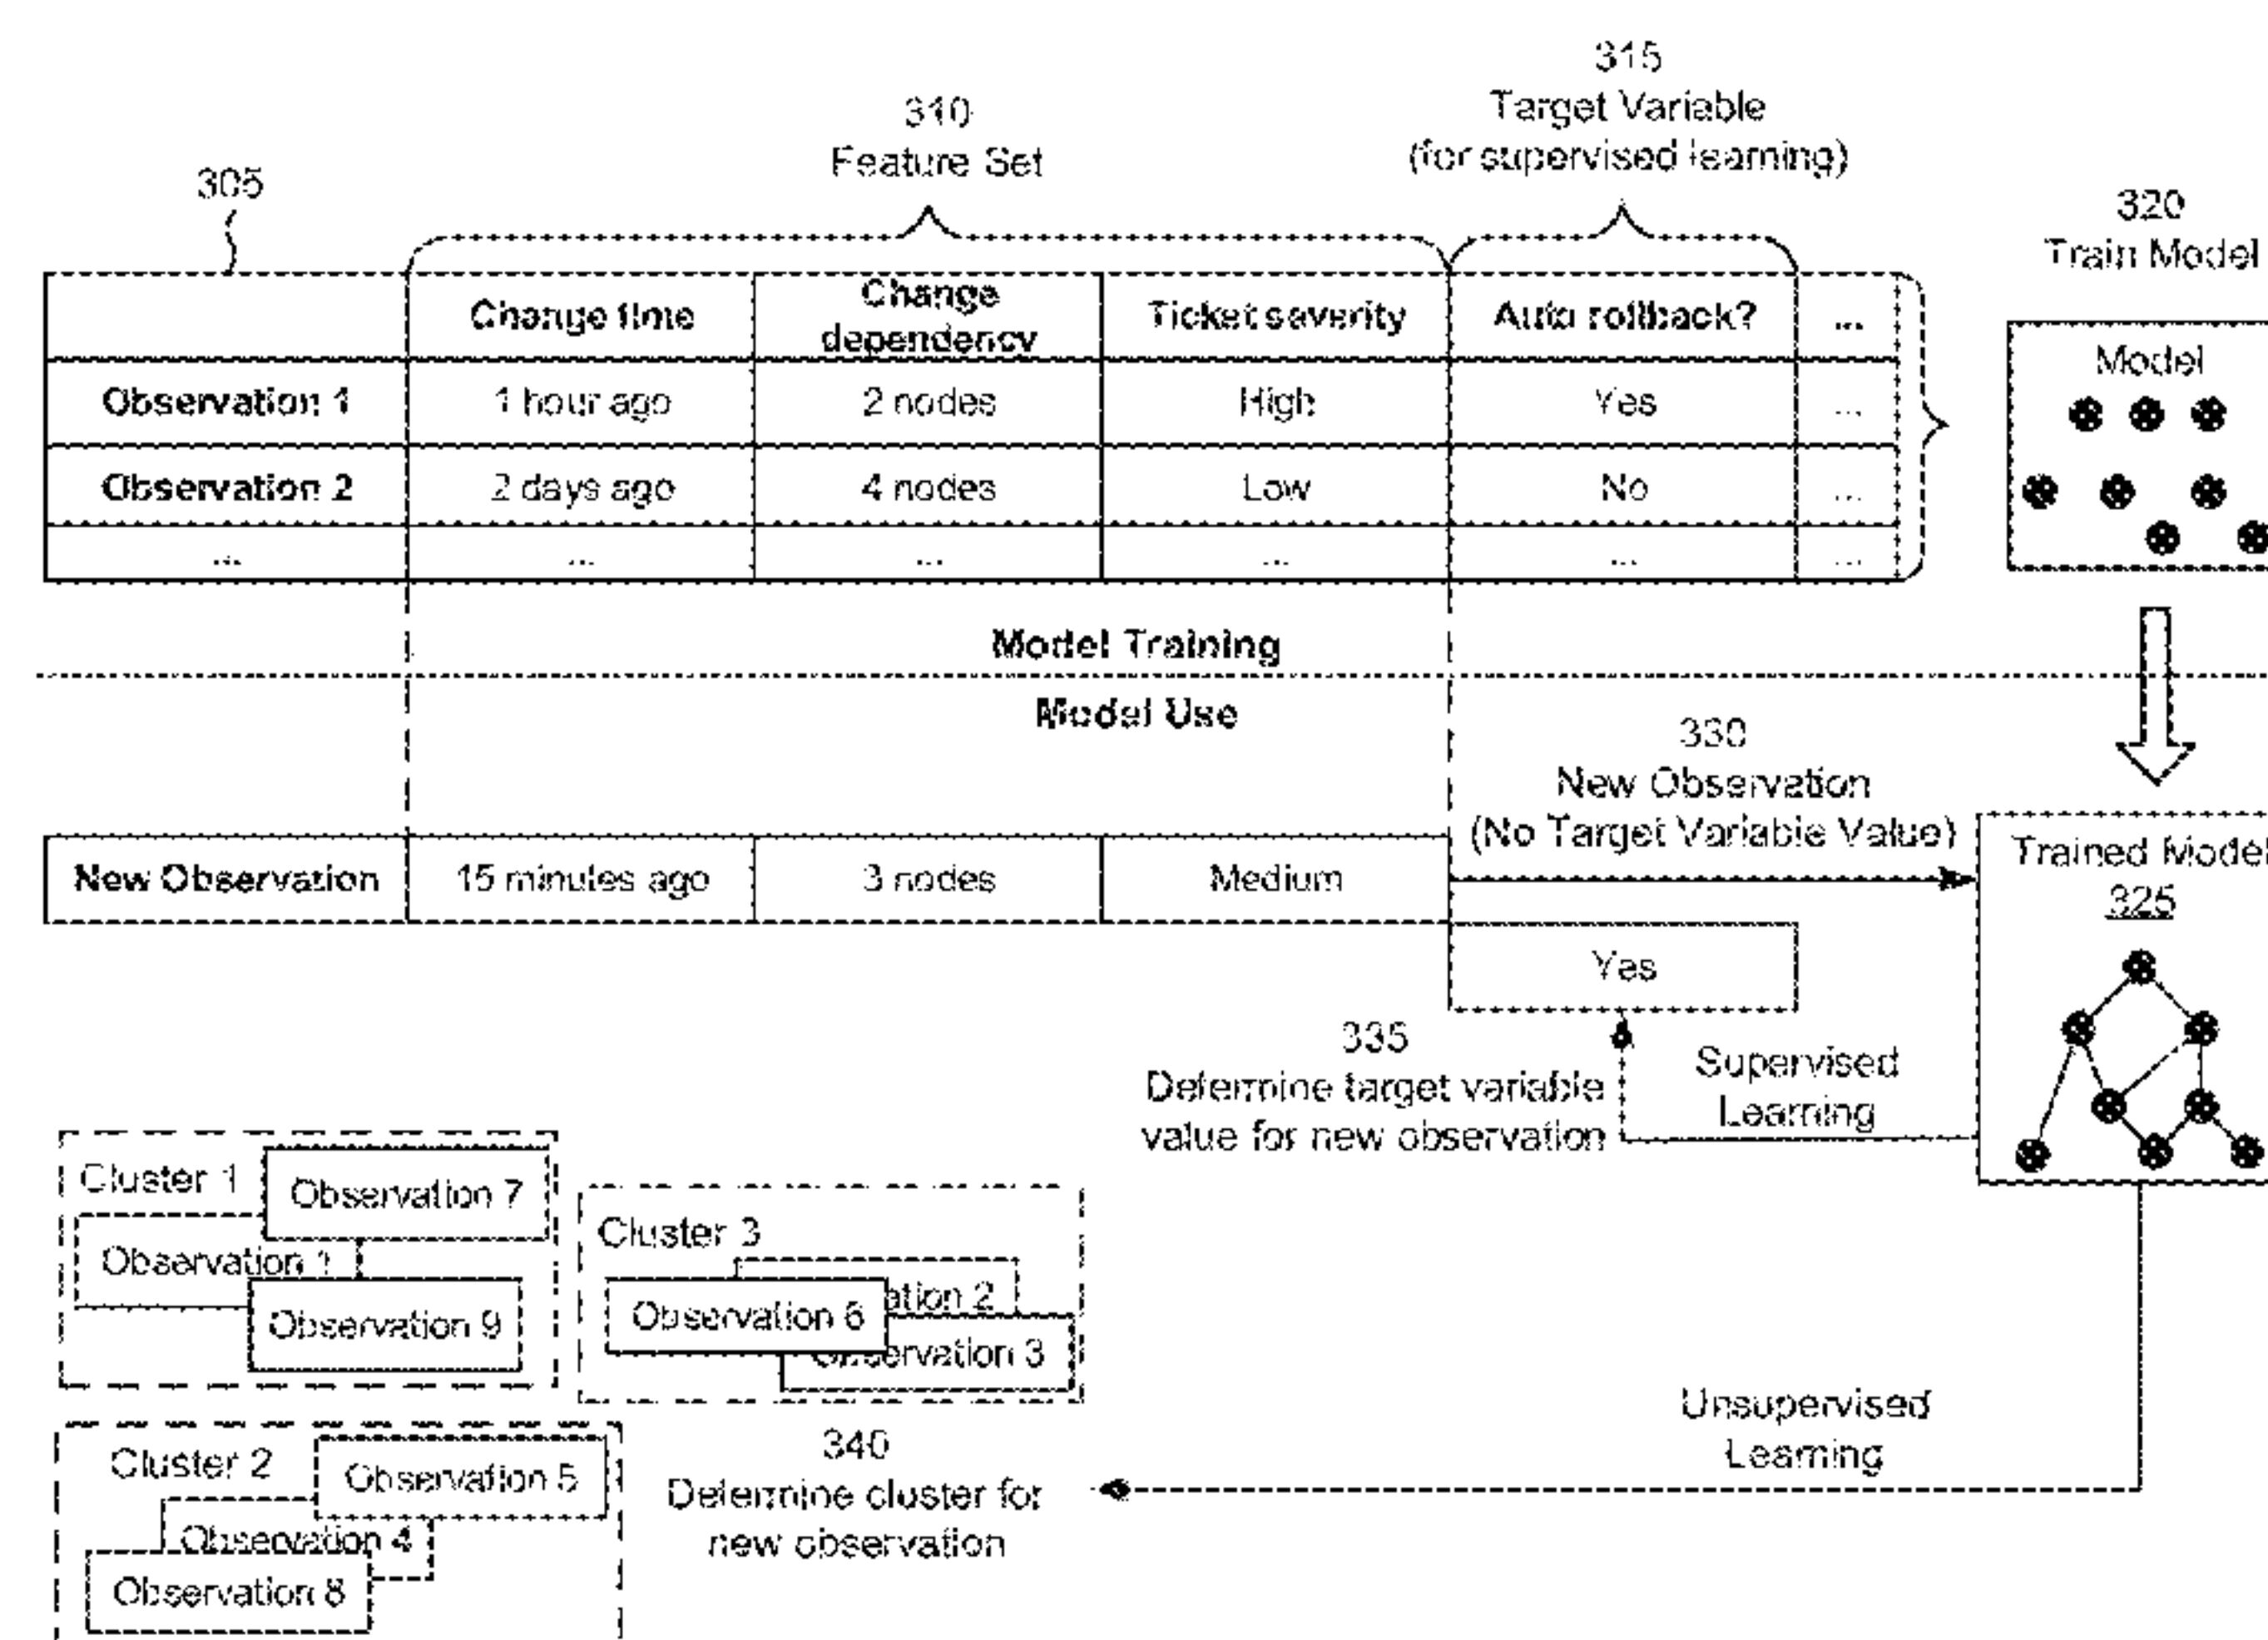 315
Target Variable
(for supervised learning)
310
Feature Set
305
320
Train Model
Change time
Change
dependency
Ticket severity
Auto rollback?
...
Observation 1
1 hour ago
2 nodes
High
Yes
...
Observation 2
2 days ago
4 nodes
Low
No
...
...
...
...
...
...
...
Model
Model Training
Model Use
330
New Observation
(No Target Variable Value)
New Observation
15 minutes ago
3 nodes
Medium
Trained Model
325
Yes
335
Determine target variable
value for new observation
Supervised
Learning
Cluster 1
Observation 7
Observation 1
Observation 9
Cluster 3
ation 2
Observation 6
Observation 3
Unsupervised
Learning
Cluster 2
Observation 5
Observation 4
Observation 8
340
Determine cluster for
new observation